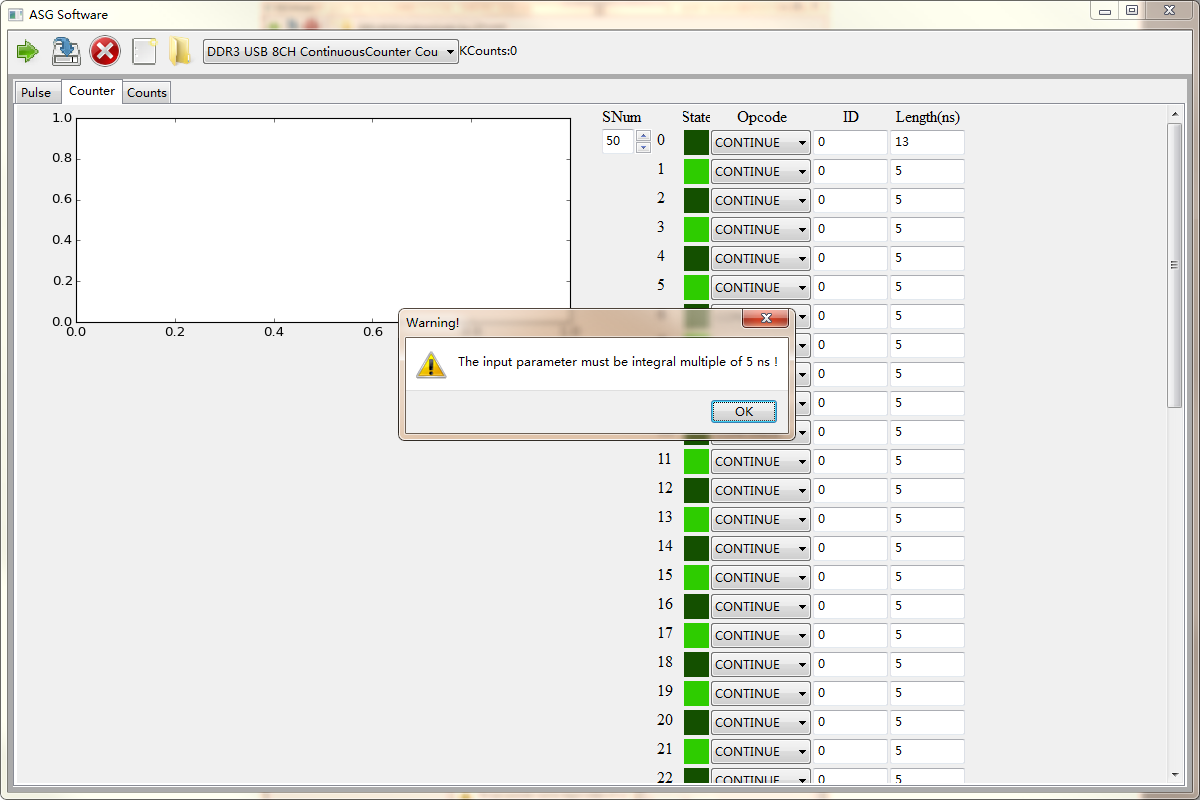 ASG Software
DDR3 USB 8CH ContinuousCounter Cou KCounts:0
Pulse Counter Counts
SNum State Opcode ID Length(ns)
50 0 CONTINUE 0 13
1 CONTINUE 0 5
2 CONTINUE 0 5
3 CONTINUE 0 5
4 CONTINUE 0 5
5 CONTINUE 0 5
0 5
0 5
0 5
0 5
0 5
11 CONTINUE 0 5
12 CONTINUE 0 5
13 CONTINUE 0 5
14 CONTINUE 0 5
15 CONTINUE 0 5
16 CONTINUE 0 5
17 CONTINUE 0 5
18 CONTINUE 0 5
19 CONTINUE 0 5
20 CONTINUE 0 5
21 CONTINUE 0 5
22 CONTINUE 0 5
1.0
0.8
0.6
0.4
0.2
0.0
0.0 0.2 0.4 0.6
Warning!
The input parameter must be integral multiple of 5 ns !
OK